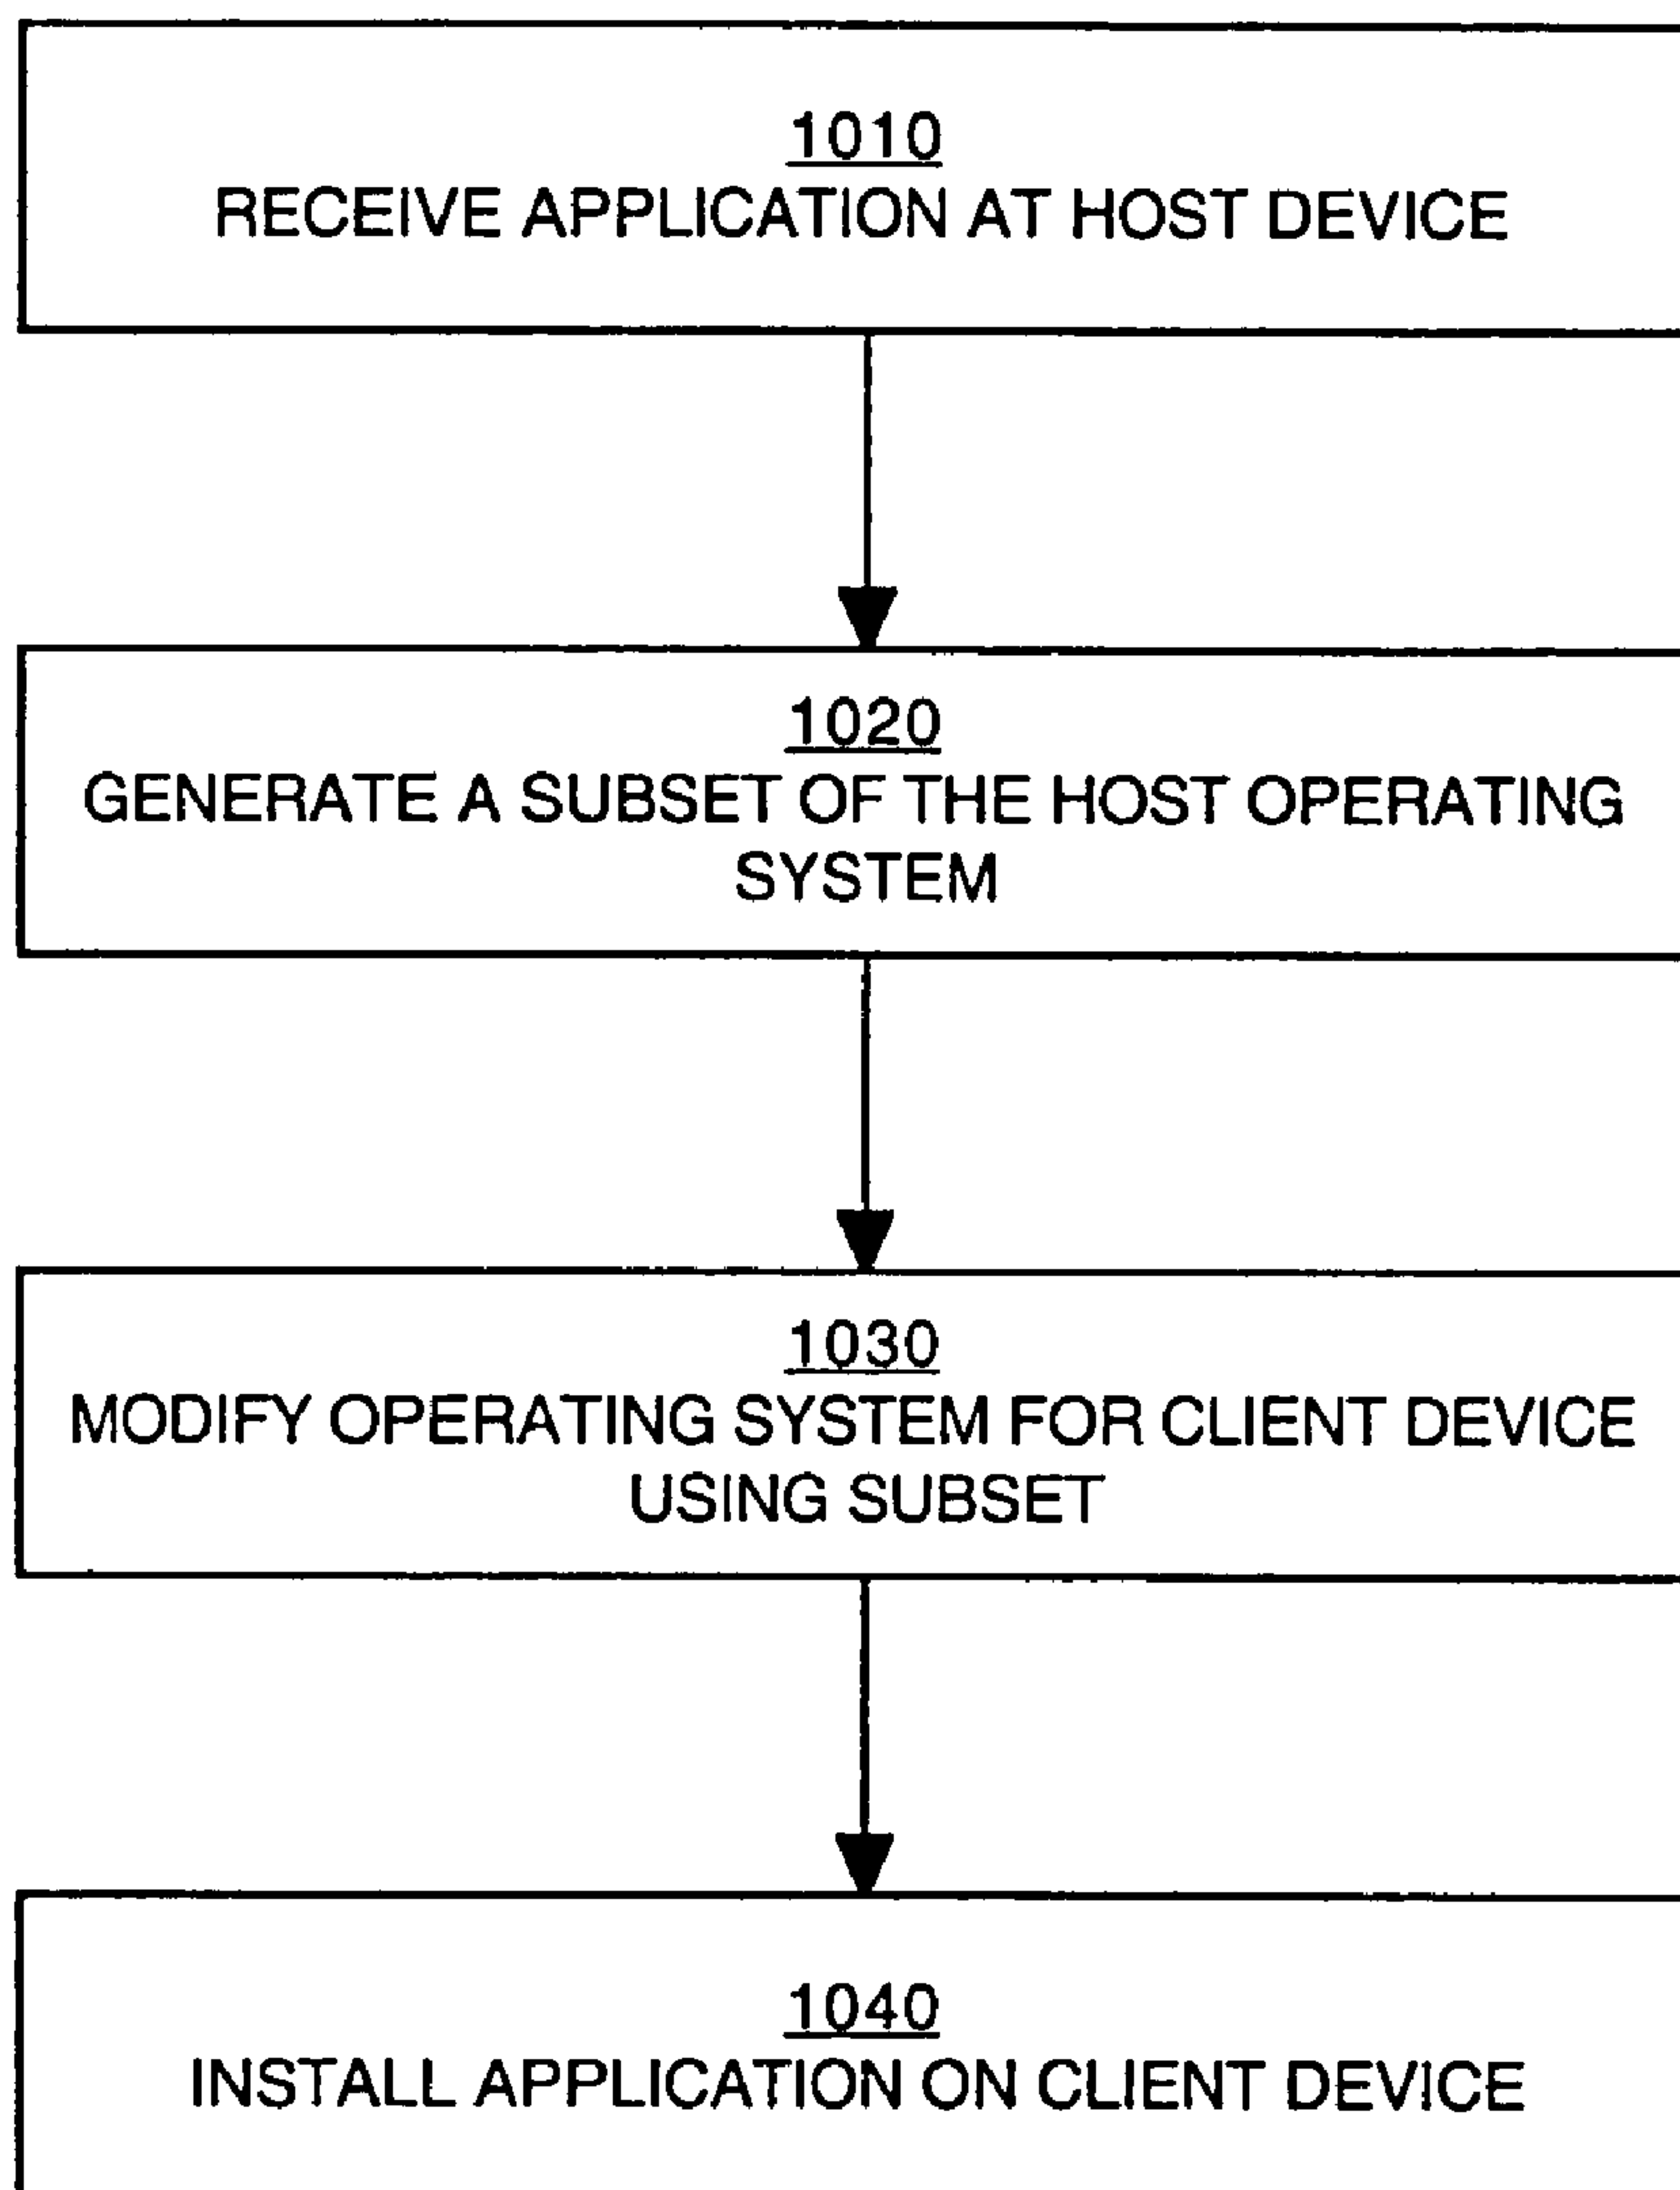 1010
RECEIVE APPLICATION AT HOST DEVICE
1020
GENERATE A SUBSET OF THE HOST OPERATING
SYSTEM
1030
MODIFY OPERATING SYSTEM FOR CLIENT DEVICE
USING SUBSET
1040
INSTALL APPLICATION ON CLIENT DEVICE